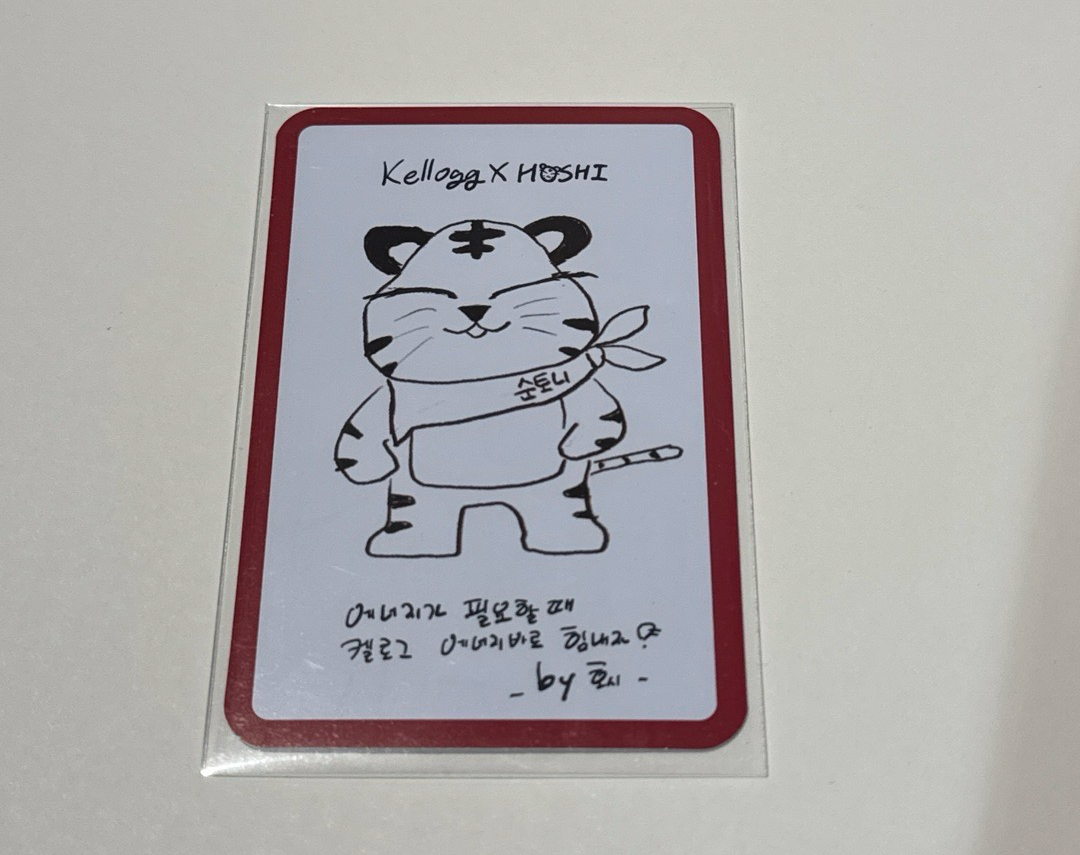 Kellogg X HOSHI
순토니
에너지가 필요할 때
켈로그 에너지바로 힘내자
- by 호시 -